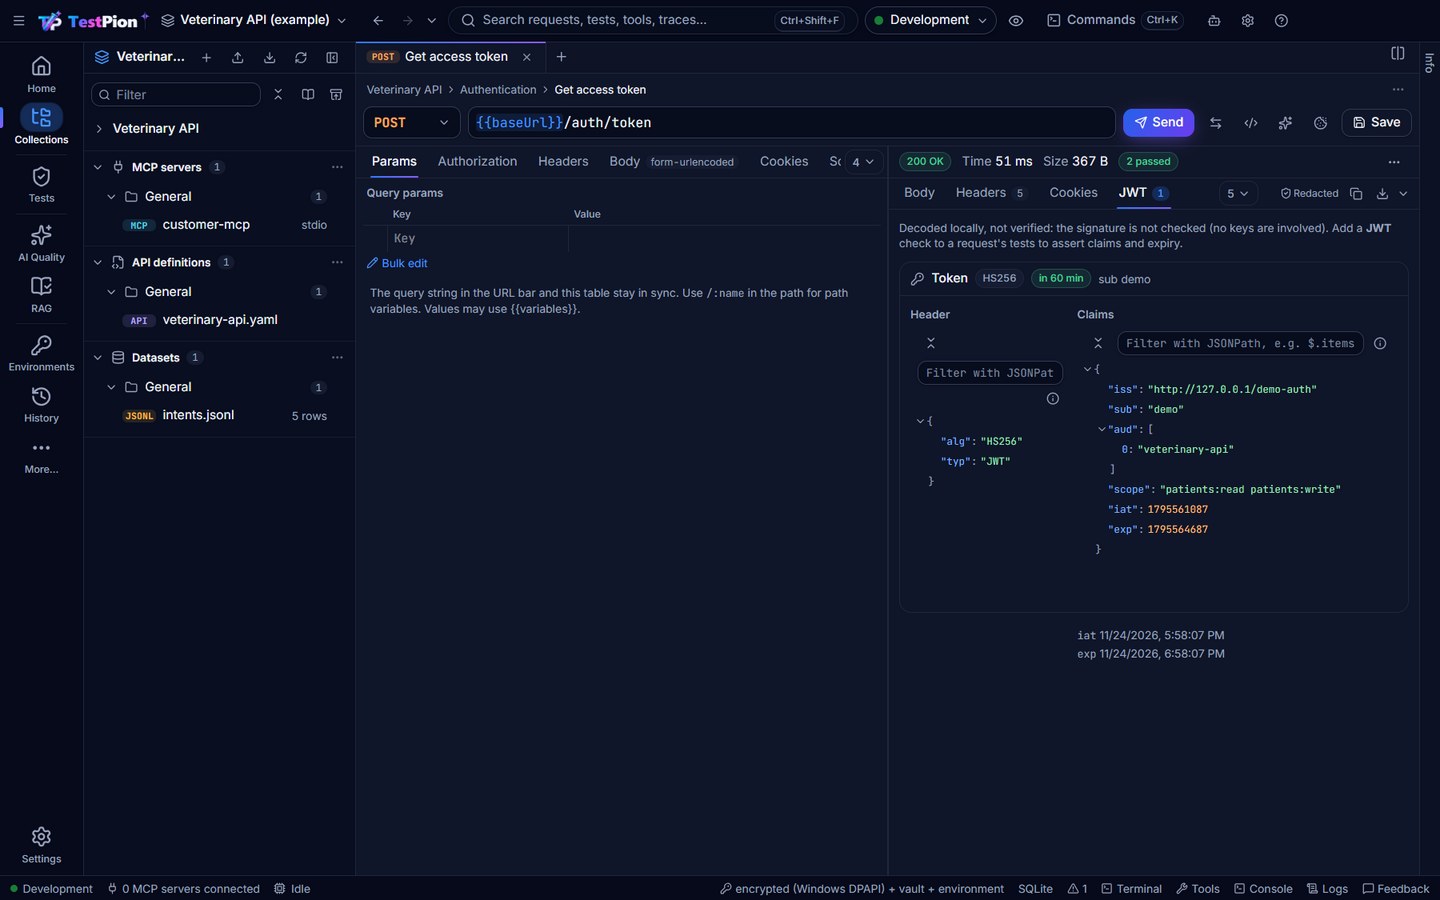 TestPion
Veterinary API (example)
Search requests, tests, tools, traces... Ctrl+Shift+F
Development
Commands Ctrl+K
Home
Collections
Tests
AI Quality
RAG
Environments
History
More...
Settings
Veterinar...
Filter
Veterinary API
MCP servers 1
General 1
MCP customer-mcp stdio
API definitions 1
General 1
API veterinary-api.yaml
Datasets 1
General 1
JSONL intents.jsonl 5 rows
POST Get access token
Veterinary API > Authentication > Get access token
POST {{baseUrl}}/auth/token Send Save
Params Authorization Headers Body form-urlencoded Cookies Sc 4
Query params
Key Value
Key
Bulk edit
The query string in the URL bar and this table stay in sync. Use /:name in the path for path
variables. Values may use {{variables}}.
200 OK Time 51 ms Size 367 B 2 passed
Body Headers 5 Cookies JWT 1 5 Redacted
Decoded locally, not verified: the signature is not checked (no keys are involved). Add a JWT
check to a request's tests to assert claims and expiry.
Token HS256 in 60 min sub demo
Header
Filter with JSONPat
{
"alg": "HS256"
"typ": "JWT"
}
Claims
Filter with JSONPath, e.g. $.items
{
"iss": "http://127.0.0.1/demo-auth"
"sub": "demo"
"aud": [
0: "veterinary-api"
]
"scope": "patients:read patients:write"
"iat": 1795561087
"exp": 1795564687
}
iat 11/24/2026, 5:58:07 PM
exp 11/24/2026, 6:58:07 PM
Info
Development 0 MCP servers connected Idle
encrypted (Windows DPAPI) + vault + environment SQLite 1 Terminal Tools Console Logs Feedback